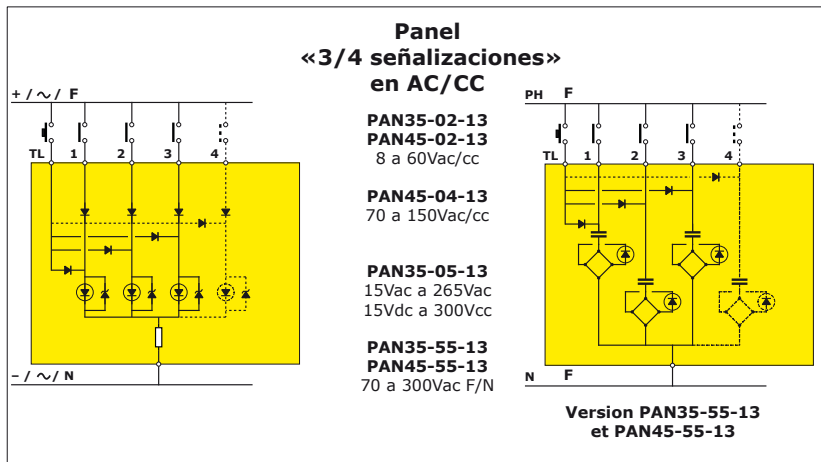 Panel
«3/4 señalizaciones»
en AC/CC
+ / ~ / F
TL 1 2 3 4
– / ~ / N
PAN35-02-13
PAN45-02-13
8 a 60Vac/cc
PAN45-04-13
70 a 150Vac/cc
PAN35-05-13
15Vac a 265Vac
15Vdc a 300Vcc
PAN35-55-13
PAN45-55-13
70 a 300Vac F/N
PH F
TL 1 2 3 4
N F
Version PAN35-55-13
et PAN45-55-13